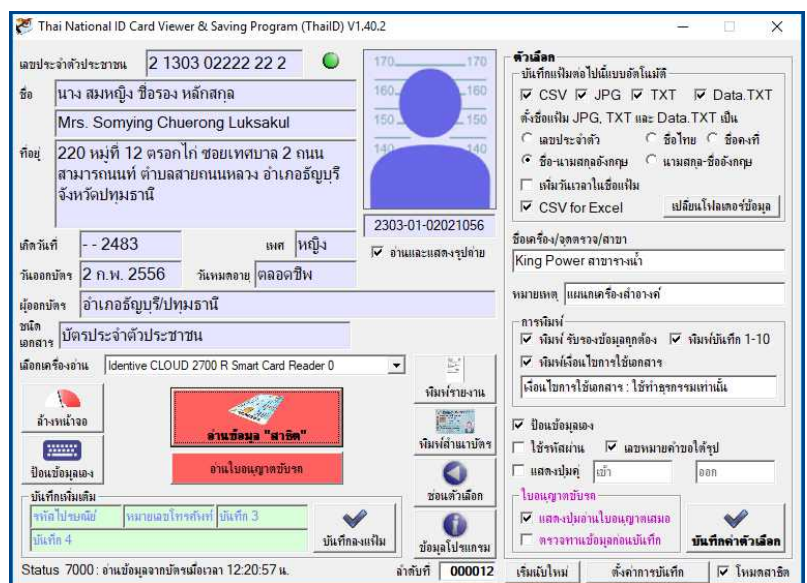 Thai National ID Card Viewer & Saving Program (ThaiID) V1.40.2
เลขประจำตัวประชาชน 2 1303 02222 22 2
ชื่อ นาง สมหญิง ชื่อรอง หลักสกุล
Mrs. Somying Chuerong Luksakul
ที่อยู่ 220 หมู่ที่ 12 ตรอกไก่ ซอยเทศบาล 2 ถนน
สามารถนนท์ ตำบลสายถนนหลวง อำเภอธัญบุรี
จังหวัดปทุมธานี
170 170
160 160
150 150
140 140
2303-01-02021056
เกิดวันที่ - - 2483 เพศ หญิง
อ่านและแสดงรูปถ่าย
วันออกบัตร 2 ก.พ. 2556 วันหมดอายุ ตลอดชีพ
ผู้ออกบัตร อำเภอธัญบุรี/ปทุมธานี
ชนิด
เอกสาร บัตรประจำตัวประชาชน
เลือกเครื่องอ่าน Identive CLOUD 2700 R Smart Card Reader 0
ล้างหน้าจอ
อ่านข้อมูล "สาธิต"
พิมพ์รายงาน
ป้อนข้อมูลเอง
อ่านใบอนุญาตขับรถ
พิมพ์สำเนาบัตร
ซ่อนตัวเลือก
บันทึกเพิ่มเติม
รหัสไปรษณีย์ หมายเลขโทรศัพท์ บันทึก 3
บันทึก 4
บันทึกลงแฟ้ม
ข้อมูลโปรแกรม
Status 7000 : อ่านข้อมูลจากบัตรเมื่อเวลา 12:20:57 น. ลำดับที่ 000012
ตัวเลือก
บันทึกแฟ้มต่อไปนี้แบบอัตโนมัติ
CSV JPG TXT Data.TXT
ตั้งชื่อแฟ้ม JPG, TXT และ Data.TXT เป็น
เลขประจำตัว ชื่อไทย ชื่อคงที่
ชื่อ-นามสกุลอังกฤษ นามสกุล-ชื่ออังกฤษ
เพิ่มวันเวลาในชื่อแฟ้ม
CSV for Excel เปลี่ยนโฟลเดอร์ข้อมูล
ชื่อเครื่อง/จุดตรวจ/สาขา
King Power สาขารางน้ำ
หมายเหตุ แผนกเครื่องสำอางค์
การพิมพ์
พิมพ์ รับรองข้อมูลถูกต้อง พิมพ์บันทึก 1-10
พิมพ์เงื่อนไขการใช้เอกสาร
เงื่อนไขการใช้เอกสาร : ใช้ทำธุรกรรมเท่านั้น
ป้อนข้อมูลเอง
ใช้รหัสผ่าน เลขหมายคำขอใต้รูป
แสดงปุ่มคู่ เข้า ออก
ใบอนุญาตขับรถ
แสดงปุ่มอ่านใบอนุญาตเสมอ
ตรวจทานข้อมูลก่อนบันทึก
บันทึกค่าตัวเลือก
เริ่มนับใหม่ ตั้งค่าการบันทึก โหมดสาธิต